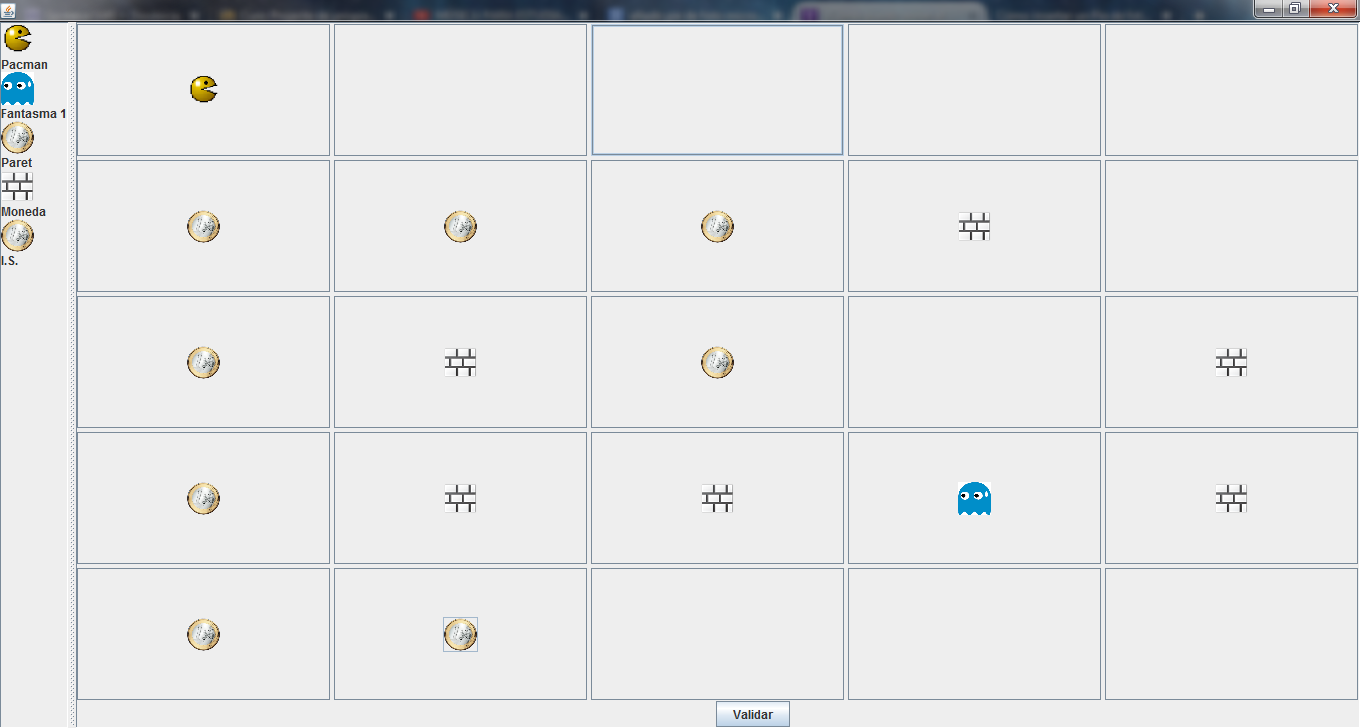 Pacman
Fantasma 1
Paret
Moneda
I.S.
Validar